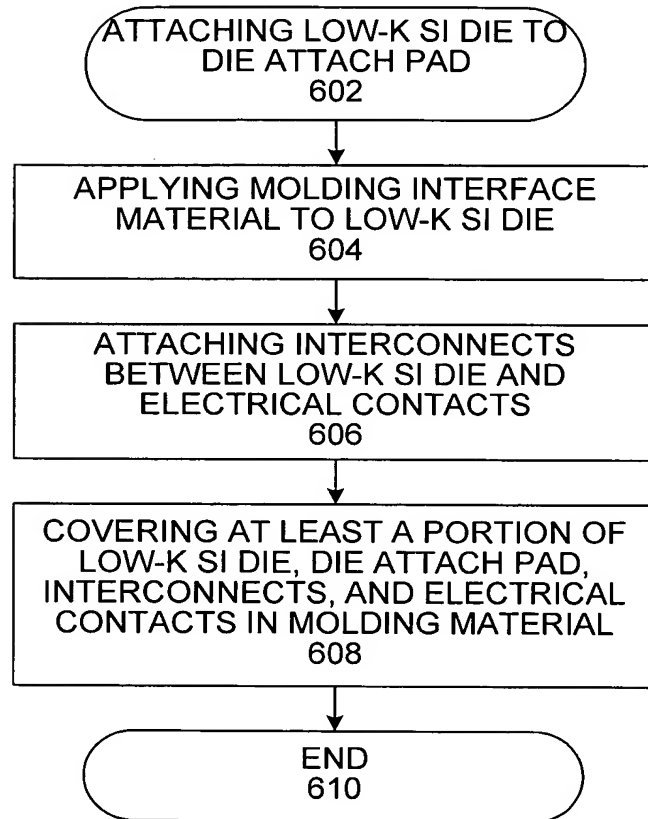 ATTACHING LOW-K SI DIE TO
DIE ATTACH PAD
602
APPLYING MOLDING INTERFACE
MATERIAL TO LOW-K SI DIE
604
ATTACHING INTERCONNECTS
BETWEEN LOW-K SI DIE AND
ELECTRICAL CONTACTS
606
COVERING AT LEAST A PORTION OF
LOW-K SI DIE, DIE ATTACH PAD,
INTERCONNECTS, AND ELECTRICAL
CONTACTS IN MOLDING MATERIAL
608
END
610